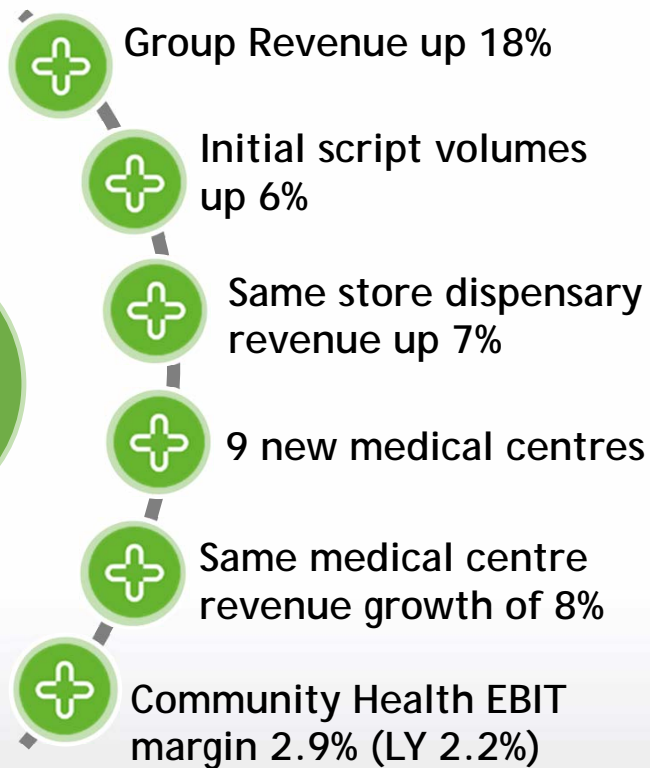 Group Revenue up 18%
Initial script volumes
up 6%
Same store dispensary
revenue up 7%
9 new medical centres
Same medical centre
revenue growth of 8%
Community Health EBIT
margin 2.9% (LY 2.2%)